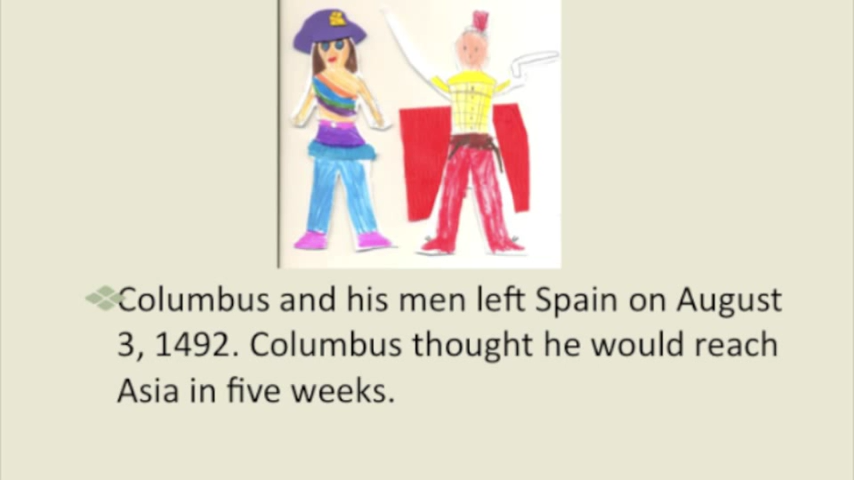 Columbus and his men left Spain on August
3, 1492. Columbus thought he would reach
Asia in five weeks.